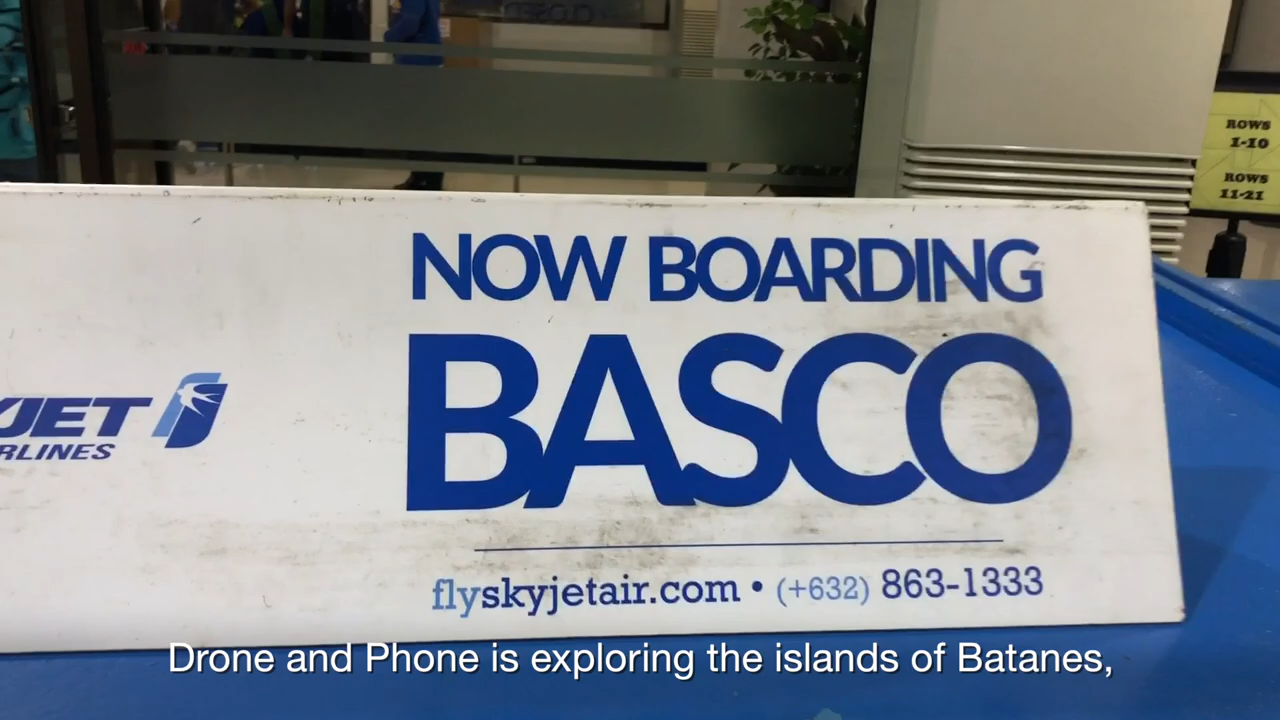 NOW BOARDING
BASCO
JET
RLINES
flyskyjetair.com • (+632) 863-1333
ROWS
1-10
ROWS
11-21
Drone and Phone is exploring the islands of Batanes,